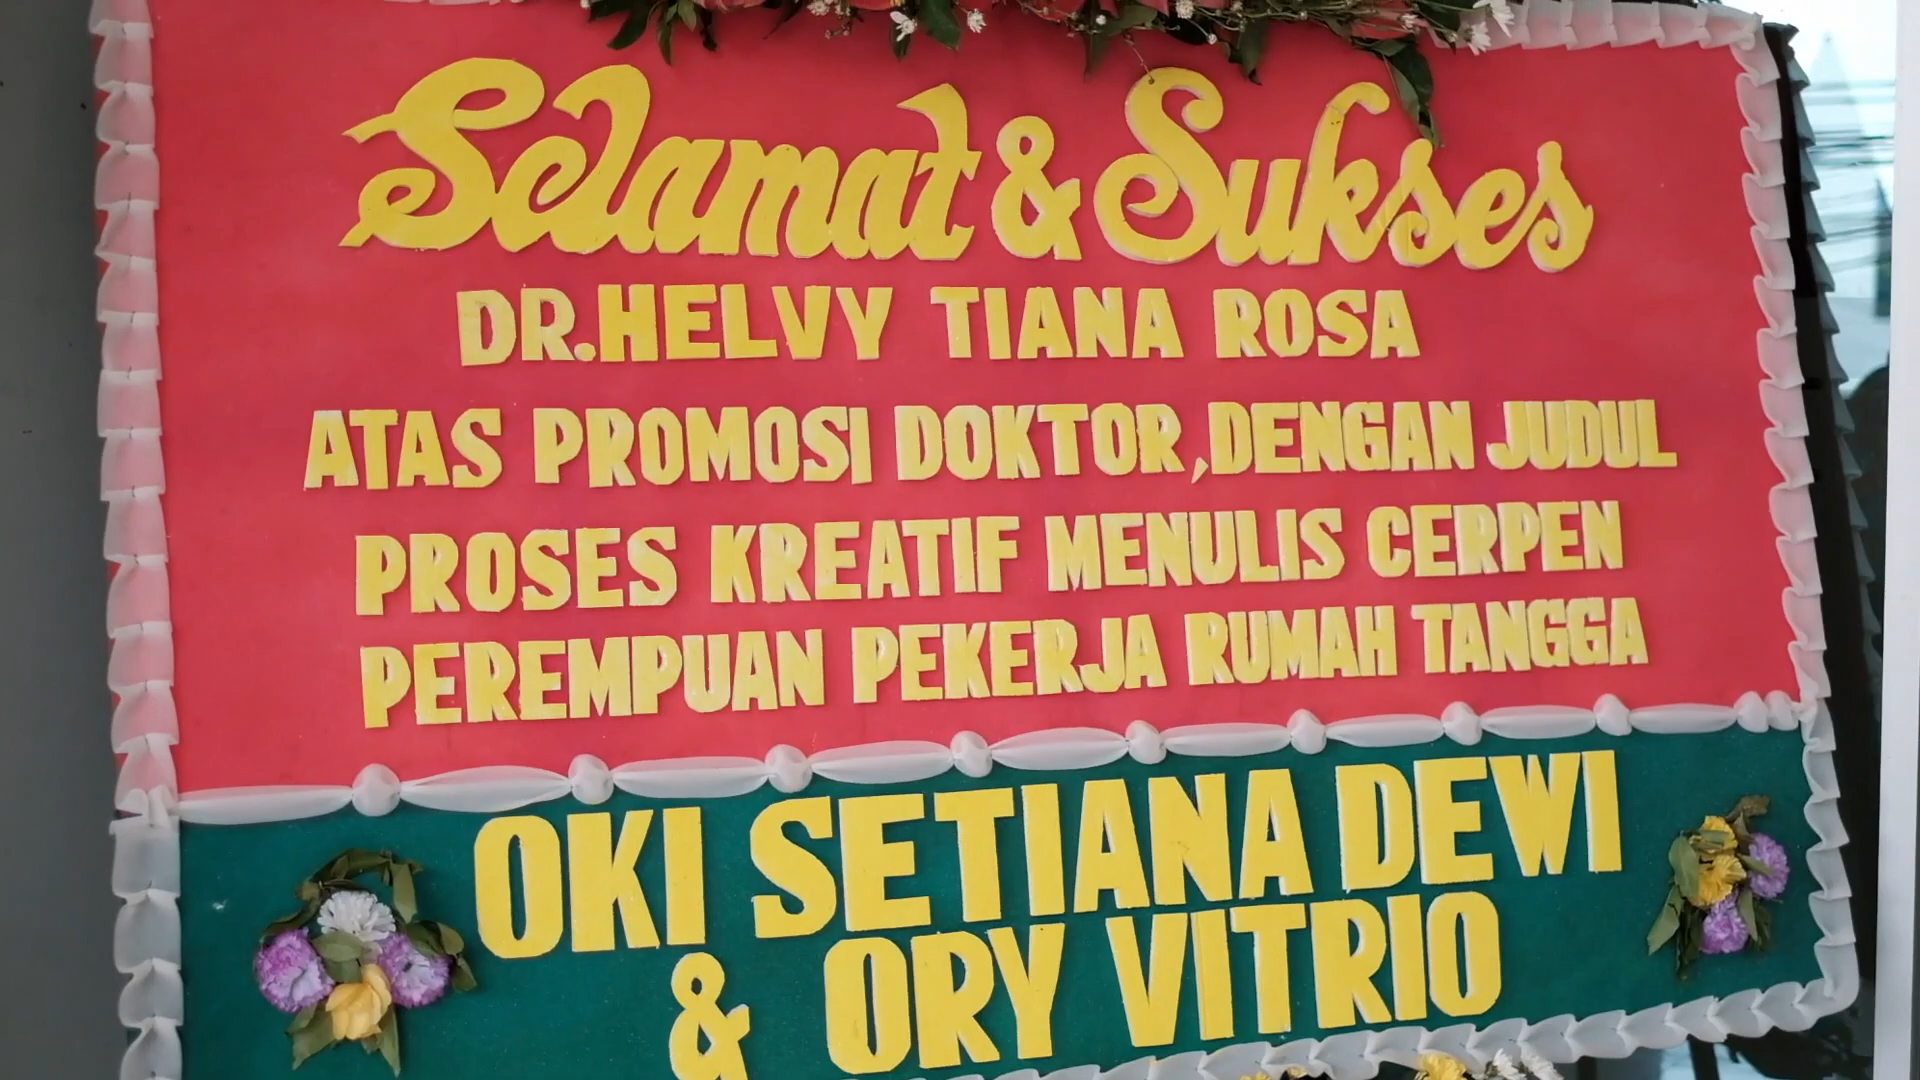 Selamat & Sukses
DR.HELVY TIANA ROSA
ATAS PROMOSI DOKTOR,DENGAN JUDUL
PROSES KREATIF MENULIS CERPEN
PEREMPUAN PEKERJA RUMAH TANGGA
OKI SETIANA DEWI
& ORY VITRIO